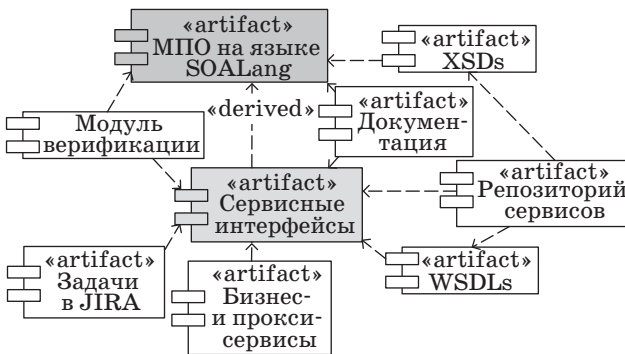 «artifact»
МПО на языке
SOALang
«artifact»
XSDs
Модуль
верификации
«derived»
«artifact»
Докумен-
тация
«artifact»
Сервисные
интерфейсы
«artifact»
Репозиторий
сервисов
«artifact»
Задачи
в JIRA
«artifact»
Бизнес-
и прокси-
сервисы
«artifact»
WSDLs